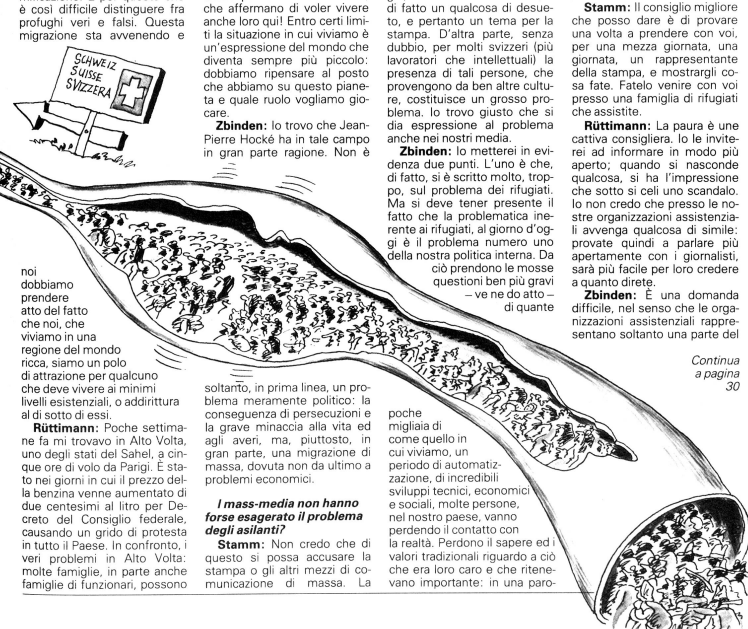 è così difficile distinguere fra
profughi veri e falsi. Questa
migrazione sta avvenendo e
SCHWEIZ
SUISSE
SVIZZERA
noi
dobbiamo
prendere
atto del fatto
che noi, che
viviamo in una
regione del mondo
ricca, siamo un polo
di attrazione per qualcuno
che deve vivere ai minimi
livelli esistenziali, o addirittura
al di sotto di essi.
Rüttimann: Poche settima-
ne fa mi trovavo in Alto Volta,
uno degli stati del Sahel, a cin-
que ore di volo da Parigi. È sta-
to nei giorni in cui il prezzo del-
la benzina venne aumentato di
due centesimi al litro per De-
creto del Consiglio federale,
causando un grido di protesta
in tutto il Paese. In confronto, i
veri problemi in Alto Volta:
molte famiglie, in parte anche
famiglie di funzionari, possono
che affermano di voler vivere
anche loro qui! Entro certi limi-
ti la situazione in cui viviamo è
un'espressione del mondo che
diventa sempre più piccolo:
dobbiamo ripensare al posto
che abbiamo su questo piane-
ta e quale ruolo vogliamo gio-
care.
Zbinden: Io trovo che Jean-
Pierre Hocké ha in tale campo
in gran parte ragione. Non è
soltanto, in prima linea, un pro-
blema meramente politico: la
conseguenza di persecuzioni e
la grave minaccia alla vita ed
agli averi, ma, piuttosto, in
gran parte, una migrazione di
massa, dovuta non da ultimo a
problemi economici.
I mass-media non hanno
forse esagerato il problema
degli asilanti?
Stamm: Non credo che di
questo si possa accusare la
stampa o gli altri mezzi di co-
municazione di massa. La
di fatto un qualcosa di desue-
to, e pertanto un tema per la
stampa. D'altra parte, senza
dubbio, per molti svizzeri (più
lavoratori che intellettuali) la
presenza di tali persone, che
provengono da ben altre cultu-
re, costituisce un grosso pro-
blema. Io trovo giusto che si
dia espressione al problema
anche nei nostri media.
Zbinden: Io metterei in evi-
denza due punti. L'uno è che,
di fatto, si è scritto molto, trop-
po, sul problema dei rifugiati.
Ma si deve tener presente il
fatto che la problematica ine-
rente ai rifugiati, al giorno d'og-
gi è il problema numero uno
della nostra politica interna. Da
ciò prendono le mosse
questioni ben più gravi
– ve ne do atto –
di quante
poche
migliaia di
come quello in
cui viviamo, un
periodo di automatiz-
zazione, di incredibili
sviluppi tecnici, economici
e sociali, molte persone,
nel nostro paese, vanno
perdendo il contatto con
la realtà. Perdono il sapere ed i
valori tradizionali riguardo a ciò
che era loro caro e che ritene-
vano importante: in una paro-
Stamm: Il consiglio migliore
che posso dare è di provare
una volta a prendere con voi,
per una mezza giornata, una
giornata, un rappresentante
della stampa, e mostrargli co-
sa fate. Fatelo venire con voi
presso una famiglia di rifugiati
che assistite.
Rüttimann: La paura è una
cattiva consigliera. Io le invite-
rei ad informare in modo più
aperto; quando si nasconde
qualcosa, si ha l'impressione
che sotto si celi uno scandalo.
Io non credo che presso le no-
stre organizzazioni assistenzia-
li avvenga qualcosa di simile:
provate quindi a parlare più
apertamente con i giornalisti,
sarà più facile per loro credere
a quanto direte.
Zbinden: È una domanda
difficile, nel senso che le orga-
nizzazioni assistenziali rappre-
sentano soltanto una parte del
Continua
a pagina
30